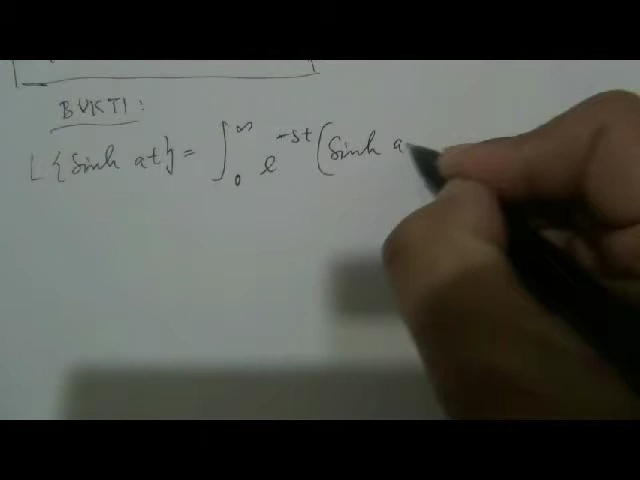 BUKTI:
L{sinh at} = ∫₀^∞ e^-st (sinh a